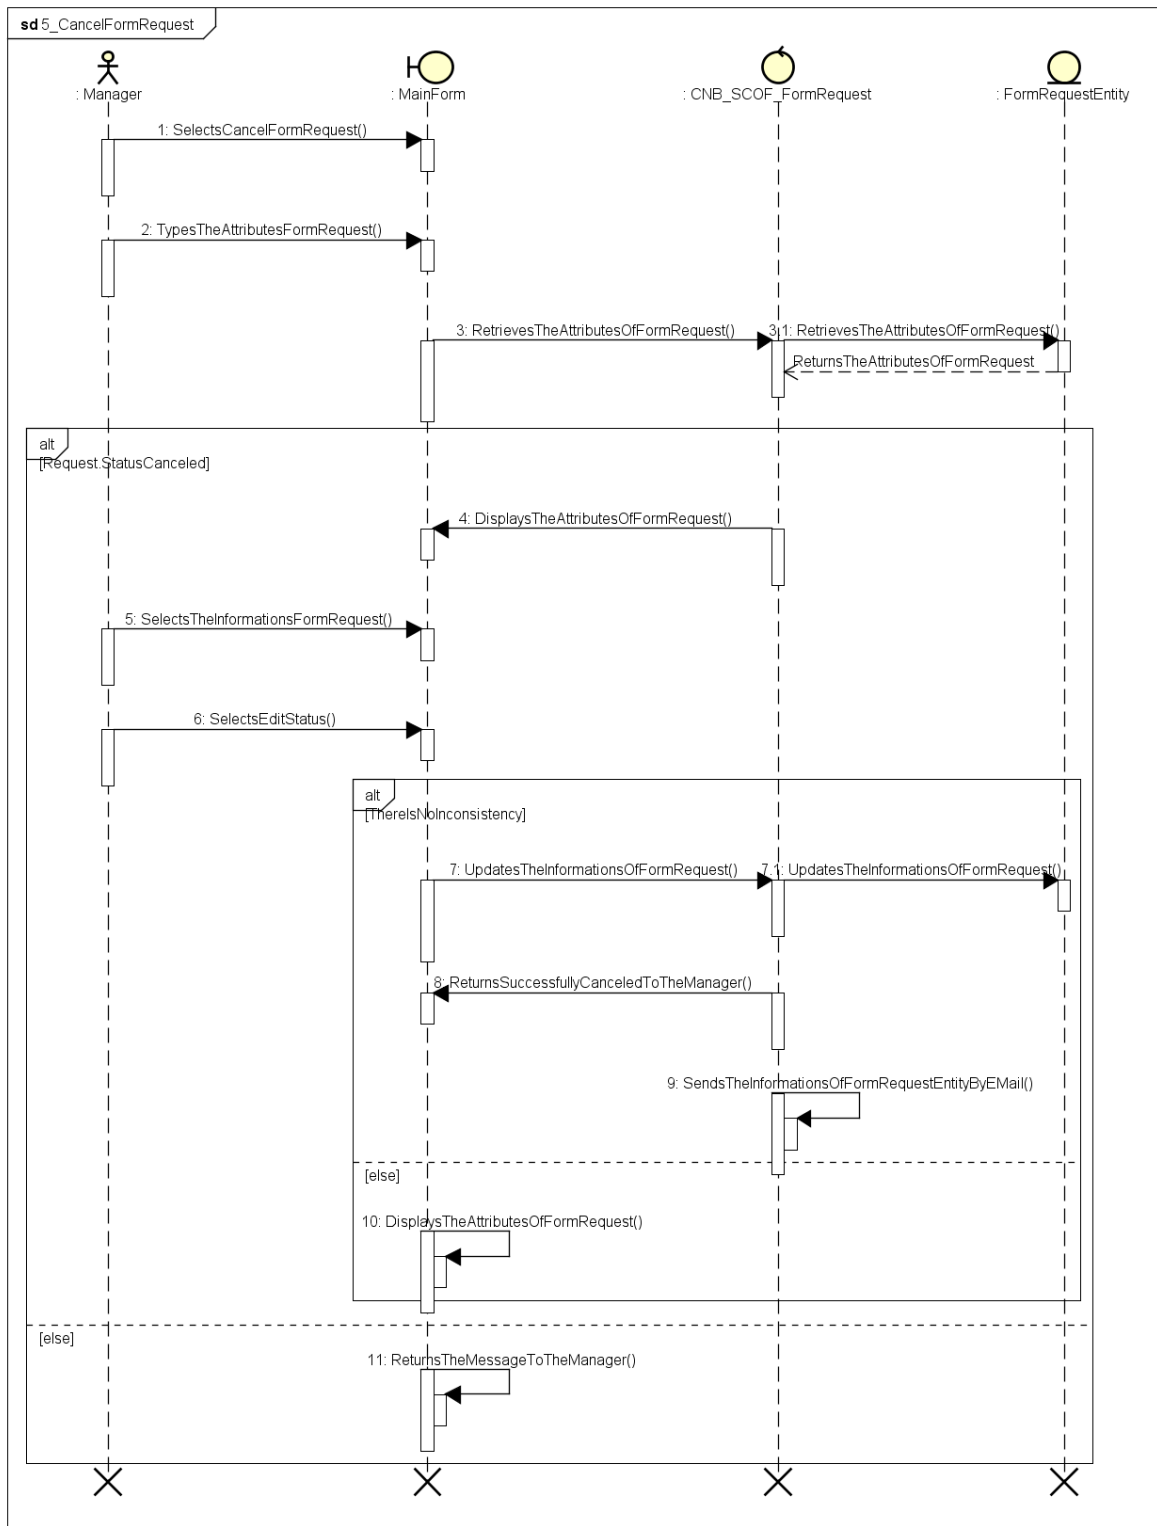 sd 5_CancelFormRequest
: Manager
: MainForm
: CNB_SCOF_FormRequest
: FormRequestEntity
1: SelectsCancelFormRequest()
2: TypesTheAttributesFormRequest()
3: RetrievesTheAttributesOfFormRequest()
3.1: RetrievesTheAttributesOfFormRequest()
ReturnsTheAttributesOfFormRequest
alt
[Request.StatusCanceled]
4: DisplaysTheAttributesOfFormRequest()
5: SelectsTheInformationsFormRequest()
6: SelectsEditStatus()
alt
[ThereIsNoInconsistency]
7: UpdatesTheInformationsOfFormRequest()
7.1: UpdatesTheInformationsOfFormRequest()
8: ReturnsSuccessfullyCanceledToTheManager()
9: SendsTheInformationsOfFormRequestEntityByEMail()
[else]
10: DisplaysTheAttributesOfFormRequest()
[else]
11: ReturnsTheMessageToTheManager()